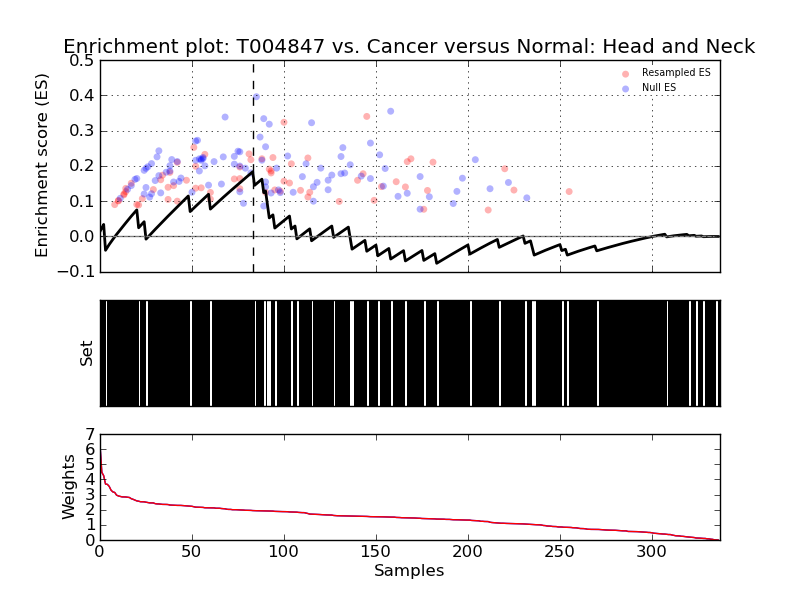 Enrichment plot: T004847 vs. Cancer versus Normal: Head and Neck
Enrichment score (ES)
0.5
0.4
0.3
0.2
0.1
0.0
−0.1
Resampled ES
Null ES
Set
Weights
7
6
5
4
3
2
1
0
0 50 100 150 200 250 300
Samples